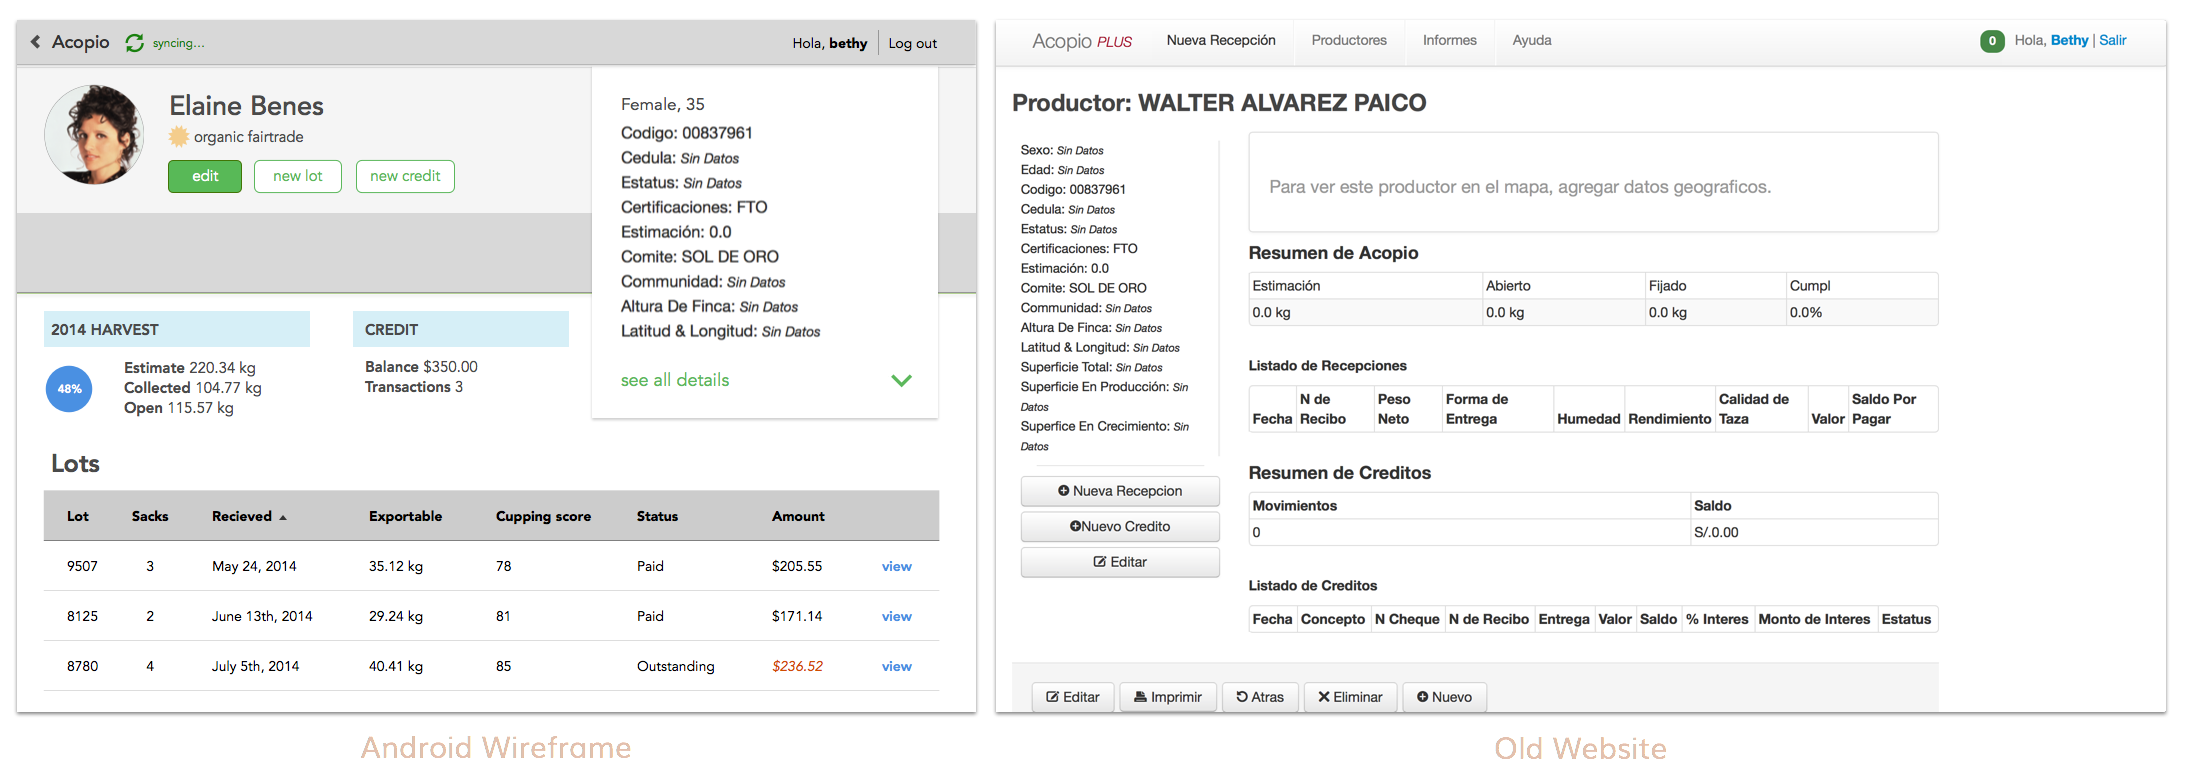 Acopio syncing...
Hola, bethy Log out
Elaine Benes
organic fairtrade
edit new lot new credit
Female, 35
Codigo: 00837961
Cedula: Sin Datos
Estatus: Sin Datos
Certificaciones: FTO
Estimación: 0.0
Comite: SOL DE ORO
Communidad: Sin Datos
Altura De Finca: Sin Datos
Latitud & Longitud: Sin Datos
see all details
2014 HARVEST
48%
Estimate 220.34 kg
Collected 104.77 kg
Open 115.57 kg
CREDIT
Balance $350.00
Transactions 3
Lots
Lot Sacks Recieved Exportable Cupping score Status Amount
9507 3 May 24, 2014 35.12 kg 78 Paid $205.55 view
8125 2 June 13th, 2014 29.24 kg 81 Paid $171.14 view
8780 4 July 5th, 2014 40.41 kg 85 Outstanding $236.52 view
Android Wireframe
Acopio PLUS Nueva Recepción Productores Informes Ayuda
0 Hola, Bethy | Salir
Productor: WALTER ALVAREZ PAICO
Sexo: Sin Datos
Edad: Sin Datos
Codigo: 00837961
Cedula: Sin Datos
Estatus: Sin Datos
Certificaciones: FTO
Estimación: 0.0
Comite: SOL DE ORO
Communidad: Sin Datos
Altura De Finca: Sin Datos
Latitud & Longitud: Sin Datos
Superficie Total: Sin Datos
Superficie En Producción: Sin
Datos
Superfice En Crecimiento: Sin
Datos
Nueva Recepcion
Nuevo Credito
Editar
Para ver este productor en el mapa, agregar datos geograficos.
Resumen de Acopio
Estimación Abierto Fijado Cumpl
0.0 kg 0.0 kg 0.0 kg 0.0%
Listado de Recepciones
Fecha N de Recibo Peso Neto Forma de Entrega Humedad Rendimiento Calidad de Taza Valor Saldo Por Pagar
Resumen de Creditos
Movimientos Saldo
0 S/.0.00
Listado de Creditos
Fecha Concepto N Cheque N de Recibo Entrega Valor Saldo % Interes Monto de Interes Estatus
Editar Imprimir Atras Eliminar Nuevo
Old Website